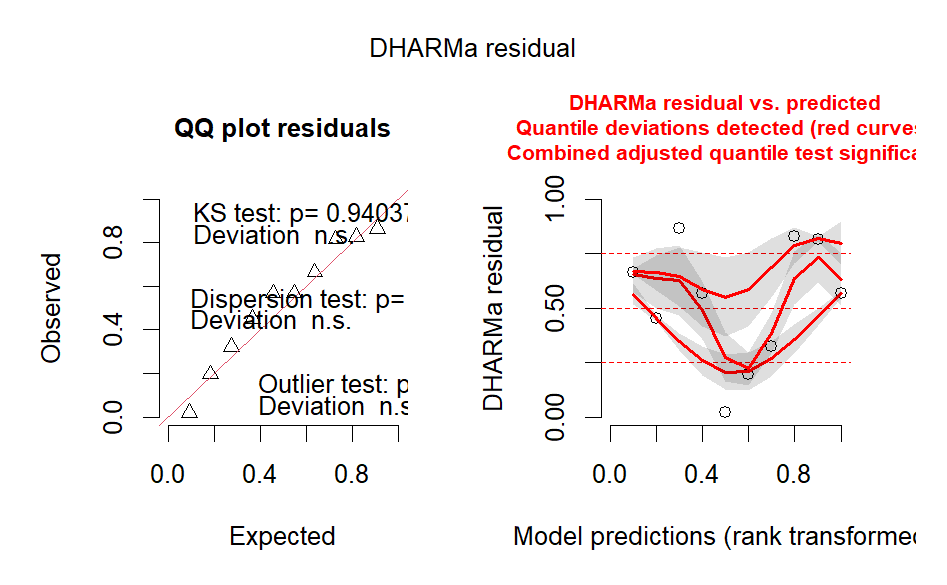 DHARMa residual
QQ plot residuals
KS test: p= 0.94037
Deviation n.s.
Dispersion test: p=
Deviation n.s.
Outlier test: p
Deviation n.s
Observed
0.0
0.4
0.8
0.0
0.4
0.8
Expected
DHARMa residual vs. predicted
Quantile deviations detected (red curves
Combined adjusted quantile test significa
DHARMa residual
0.00
0.50
1.00
0.0
0.4
0.8
Model predictions (rank transformed